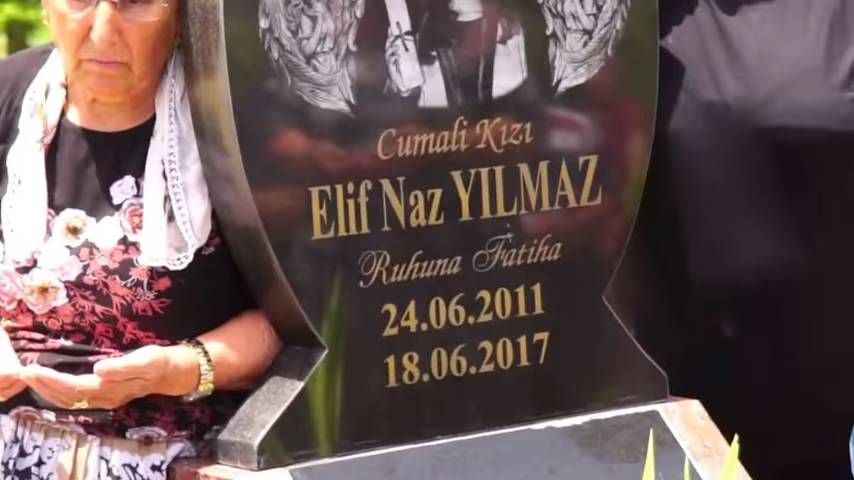 Cumali Kızı
Elif Naz YILMAZ
Ruhuna Fatiha
24.06.2011
18.06.2017